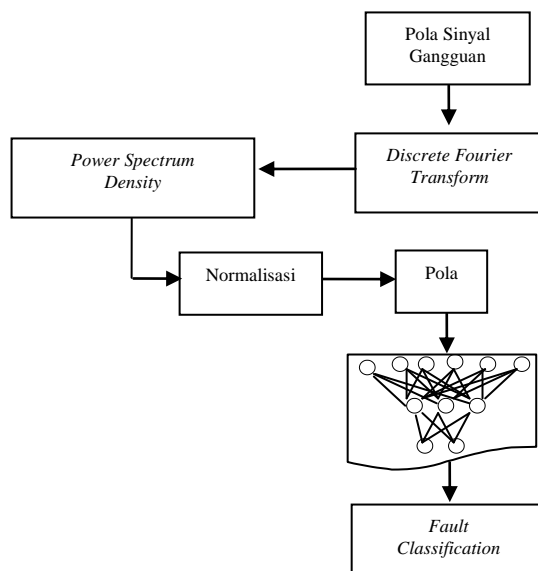 Pola Sinyal
Gangguan
Discrete Fourier
Transform
Power Spectrum
Density
Normalisasi
Pola
Fault
Classification